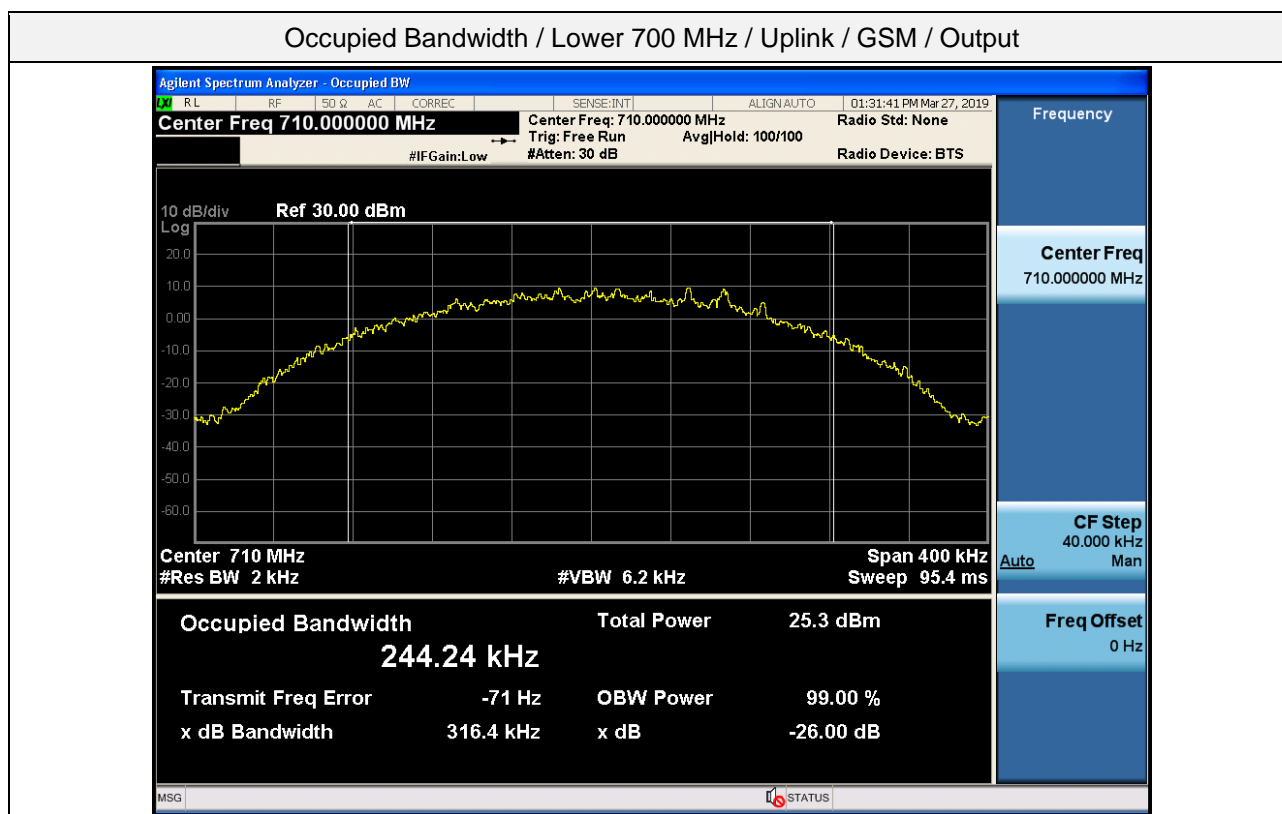 Occupied Bandwidth / Lower 700 MHz / Uplink / GSM / Output
Agilent Spectrum Analyzer - Occupied BW
LXI RL RF 50 Ω AC CORREC SENSE:INT ALIGN AUTO 01:31:41 PM Mar 27, 2019
Center Freq 710.000000 MHz
Center Freq: 710.000000 MHz
Radio Std: None
Trig: Free Run Avg|Hold: 100/100
#IFGain:Low
#Atten: 30 dB
Radio Device: BTS
10 dB/div Ref 30.00 dBm
Log
20.0
10.0
0.00
-10.0
-20.0
-30.0
-40.0
-50.0
-60.0
Center 710 MHz Span 400 kHz
#Res BW 2 kHz #VBW 6.2 kHz Sweep 95.4 ms
Occupied Bandwidth Total Power 25.3 dBm
244.24 kHz
Transmit Freq Error -71 Hz OBW Power 99.00 %
x dB Bandwidth 316.4 kHz x dB -26.00 dB
MSG STATUS
Frequency
Center Freq
710.000000 MHz
CF Step
40.000 kHz
Auto Man
Freq Offset
0 Hz